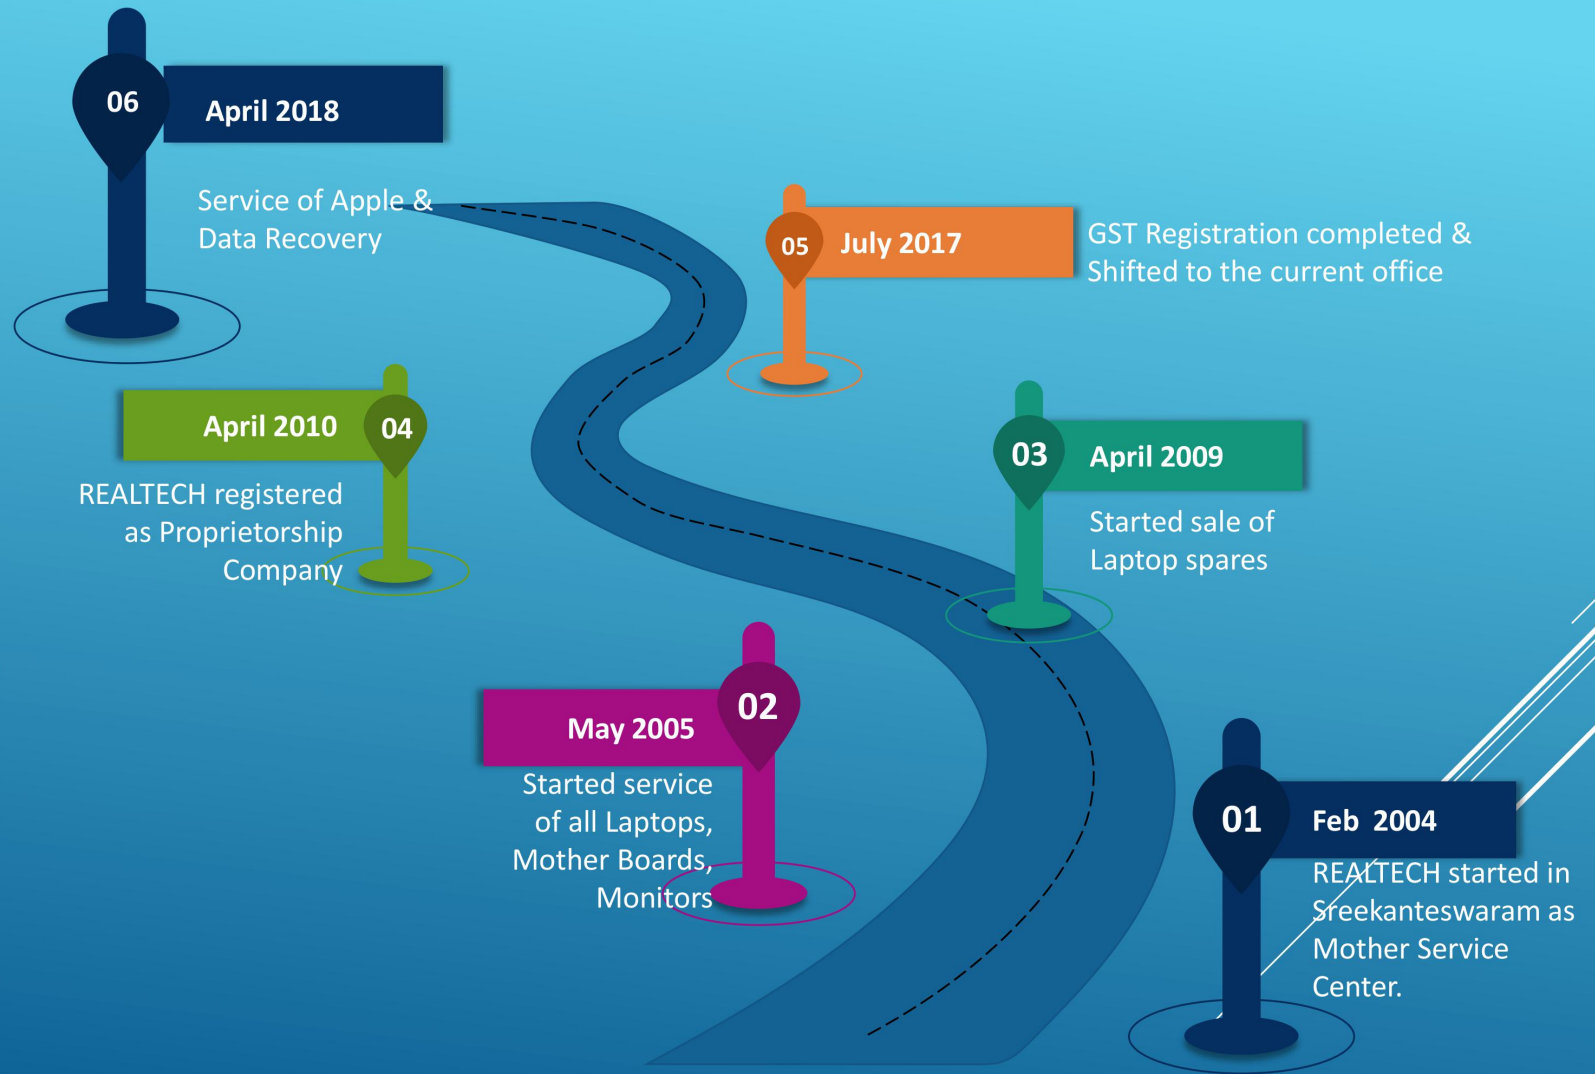 06
April 2018
Service of Apple &
Data Recovery
05
July 2017
GST Registration completed &
Shifted to the current office
April 2010
04
REALTECH registered
as Proprietorship
Company
03
April 2009
Started sale of
Laptop spares
02
May 2005
Started service
of all Laptops,
Mother Boards,
Monitors
01
Feb  2004
REALTECH started in
Sreekanteswaram as
Mother Service
Center.